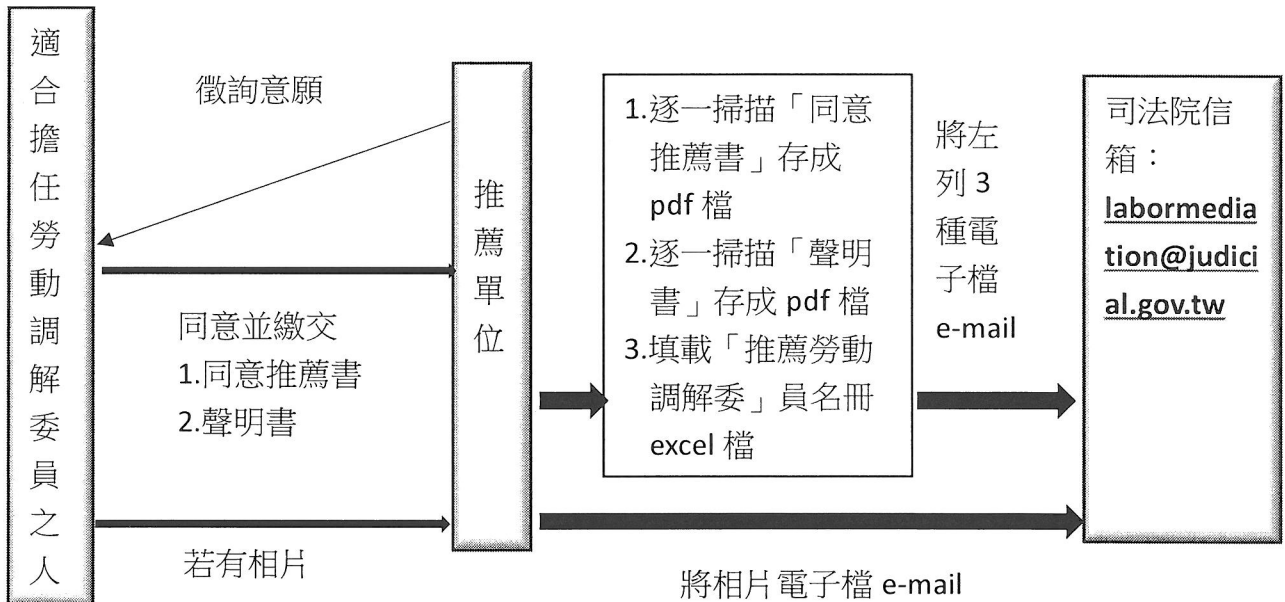 適合擔任勞動調解委員之人
徵詢意願
同意並繳交
1.同意推薦書
2.聲明書
若有相片
推薦單位
1.逐一掃描「同意
推薦書」存成
pdf 檔
2.逐一掃描「聲明
書」存成 pdf 檔
3.填載「推薦勞動
調解委」員名冊
excel 檔
將左
列 3
種電
子檔
e-mail
將相片電子檔 e-mail
司法院信
箱：
labormedia
tion@judici
al.gov.tw